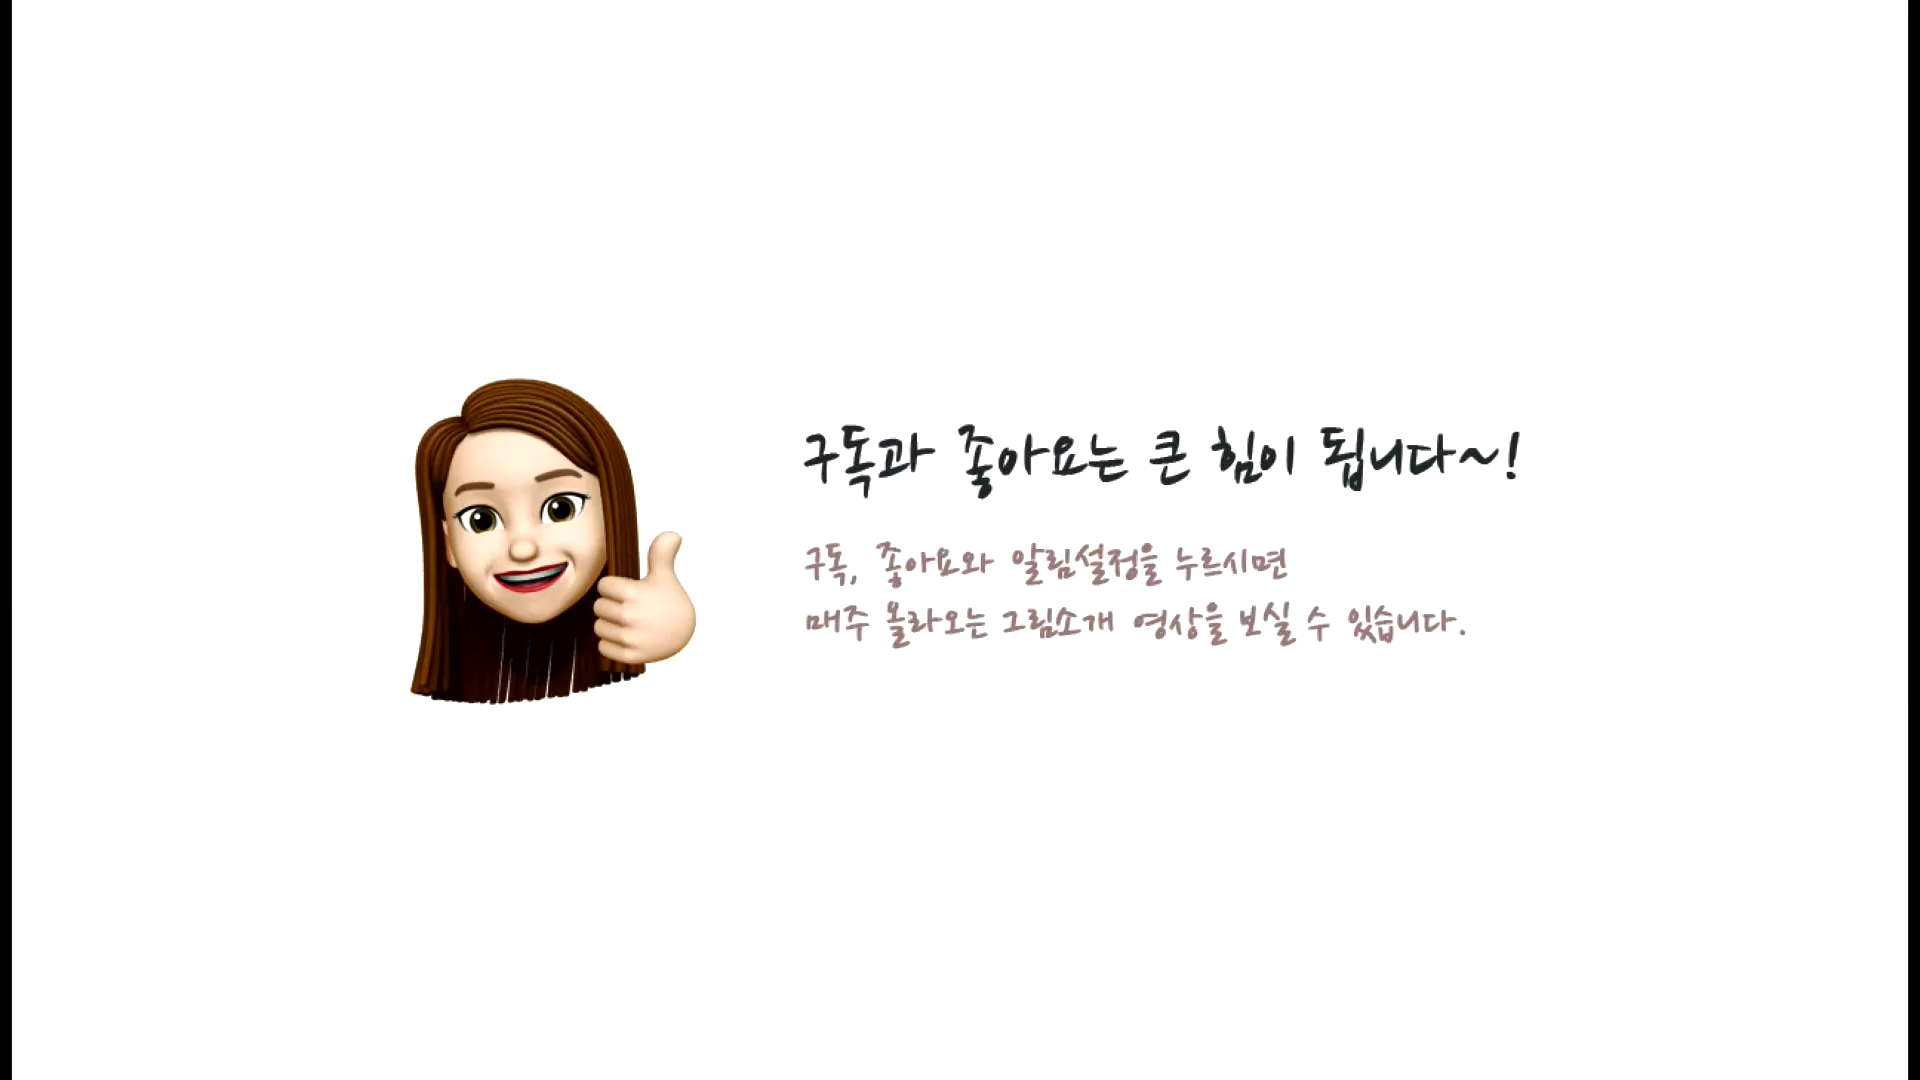 구독과 좋아요는 큰 힘이 됩니다~!
구독, 좋아요와 알림설정을 누르시면
매주 올라오는 그림소개 영상을 보실 수 있습니다.